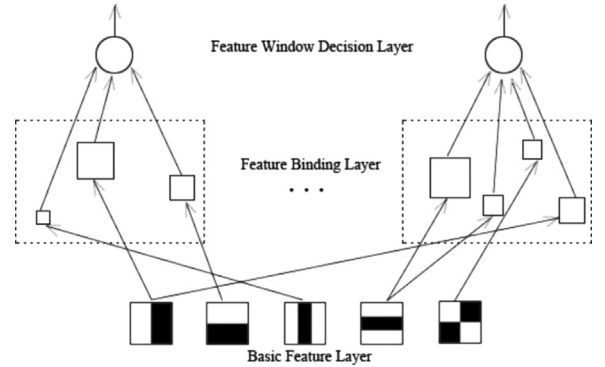 Feature Window Decision Layer
Feature Binding Layer
. . .
Basic Feature Layer